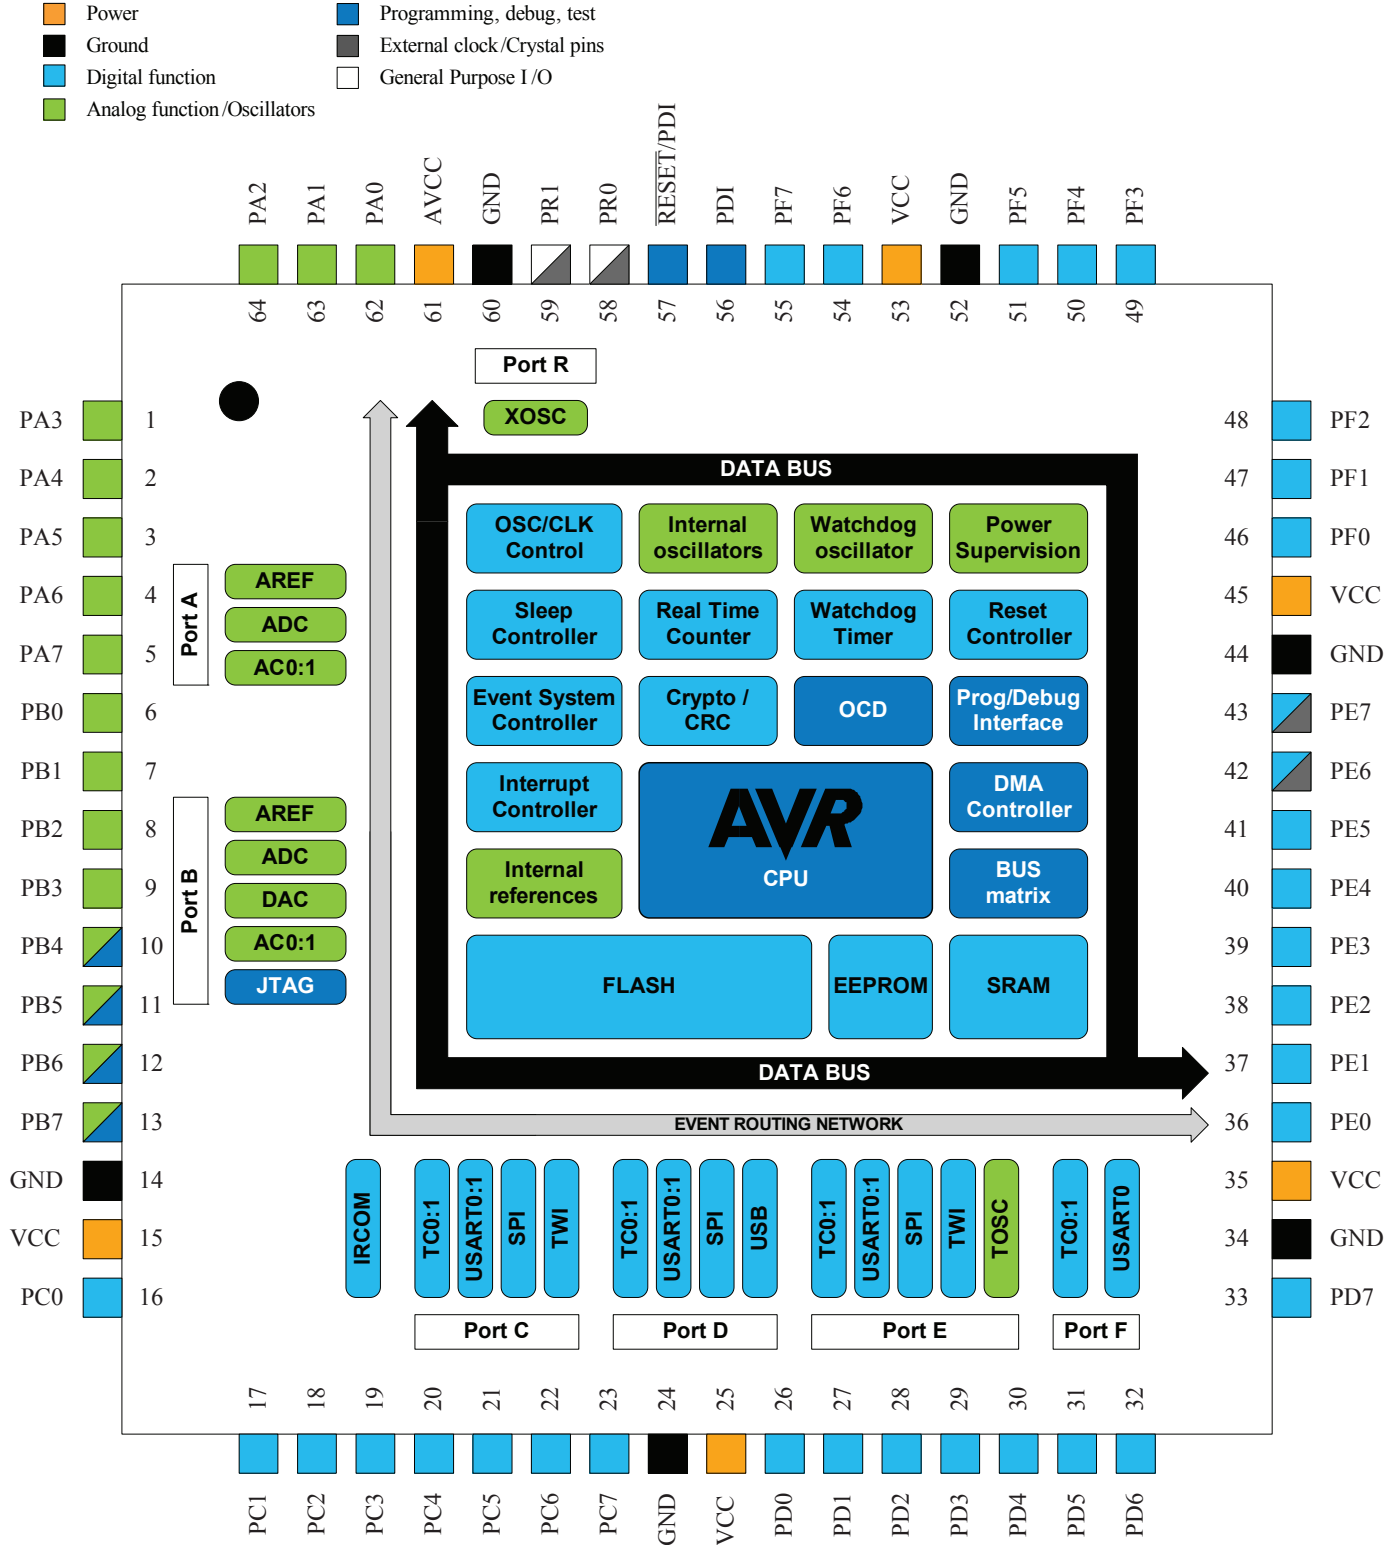 Power
Ground
Digital function
Analog function/Oscillators
Programming, debug, test
External clock/Crystal pins
General Purpose I/O
PA2
PA1
PA0
AVCC
GND
PR1
PR0
RESET/PDI
PDI
PF7
PF6
VCC
GND
PF5
PF4
PF3
64
63
62
61
60
59
58
57
56
55
54
53
52
51
50
49
PA3 1
PA4 2
PA5 3
PA6 4
PA7 5
PB0 6
PB1 7
PB2 8
PB3 9
PB4 10
PB5 11
PB6 12
PB7 13
GND 14
VCC 15
PC0 16
Port R
XOSC
Port A
AREF
ADC
AC0:1
Port B
AREF
ADC
DAC
AC0:1
JTAG
DATA BUS
OSC/CLK
Control
Internal
oscillators
Watchdog
oscillator
Power
Supervision
Sleep
Controller
Real Time
Counter
Watchdog
Timer
Reset
Controller
Event System
Controller
Crypto /
CRC
OCD
Prog/Debug
Interface
Interrupt
Controller
AVR
CPU
DMA
Controller
Internal
references
BUS
matrix
FLASH
EEPROM
SRAM
DATA BUS
EVENT ROUTING NETWORK
IRCOM
TC0:1
USART0:1
SPI
TWI
Port C
TC0:1
USART0:1
SPI
USB
Port D
TC0:1
USART0:1
SPI
TWI
TOSC
Port E
TC0:1
USART0
Port F
48 PF2
47 PF1
46 PF0
45 VCC
44 GND
43 PE7
42 PE6
41 PE5
40 PE4
39 PE3
38 PE2
37 PE1
36 PE0
35 VCC
34 GND
33 PD7
17
18
19
20
21
22
23
24
25
26
27
28
29
30
31
32
PC1
PC2
PC3
PC4
PC5
PC6
PC7
GND
VCC
PD0
PD1
PD2
PD3
PD4
PD5
PD6